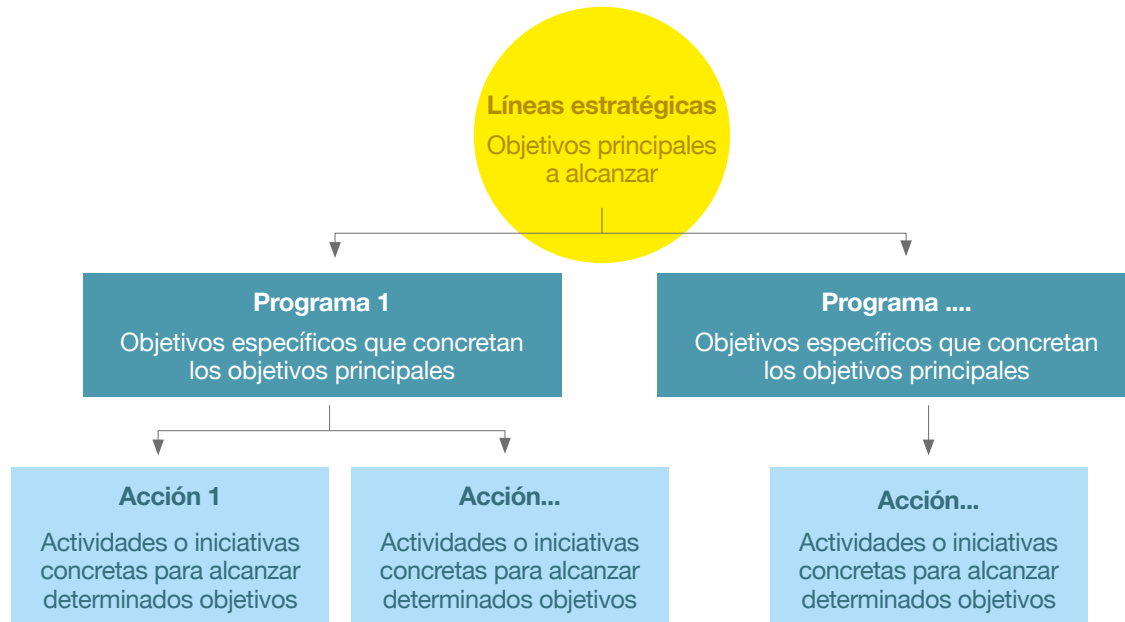 Líneas estratégicas
Objetivos principales
a alcanzar
Programa 1
Objetivos específicos que concretan
los objetivos principales
Programa ....
Objetivos específicos que concretan
los objetivos principales
Acción 1
Actividades o iniciativas
concretas para alcanzar
determinados objetivos
Acción...
Actividades o iniciativas
concretas para alcanzar
determinados objetivos
Acción...
Actividades o iniciativas
concretas para alcanzar
determinados objetivos